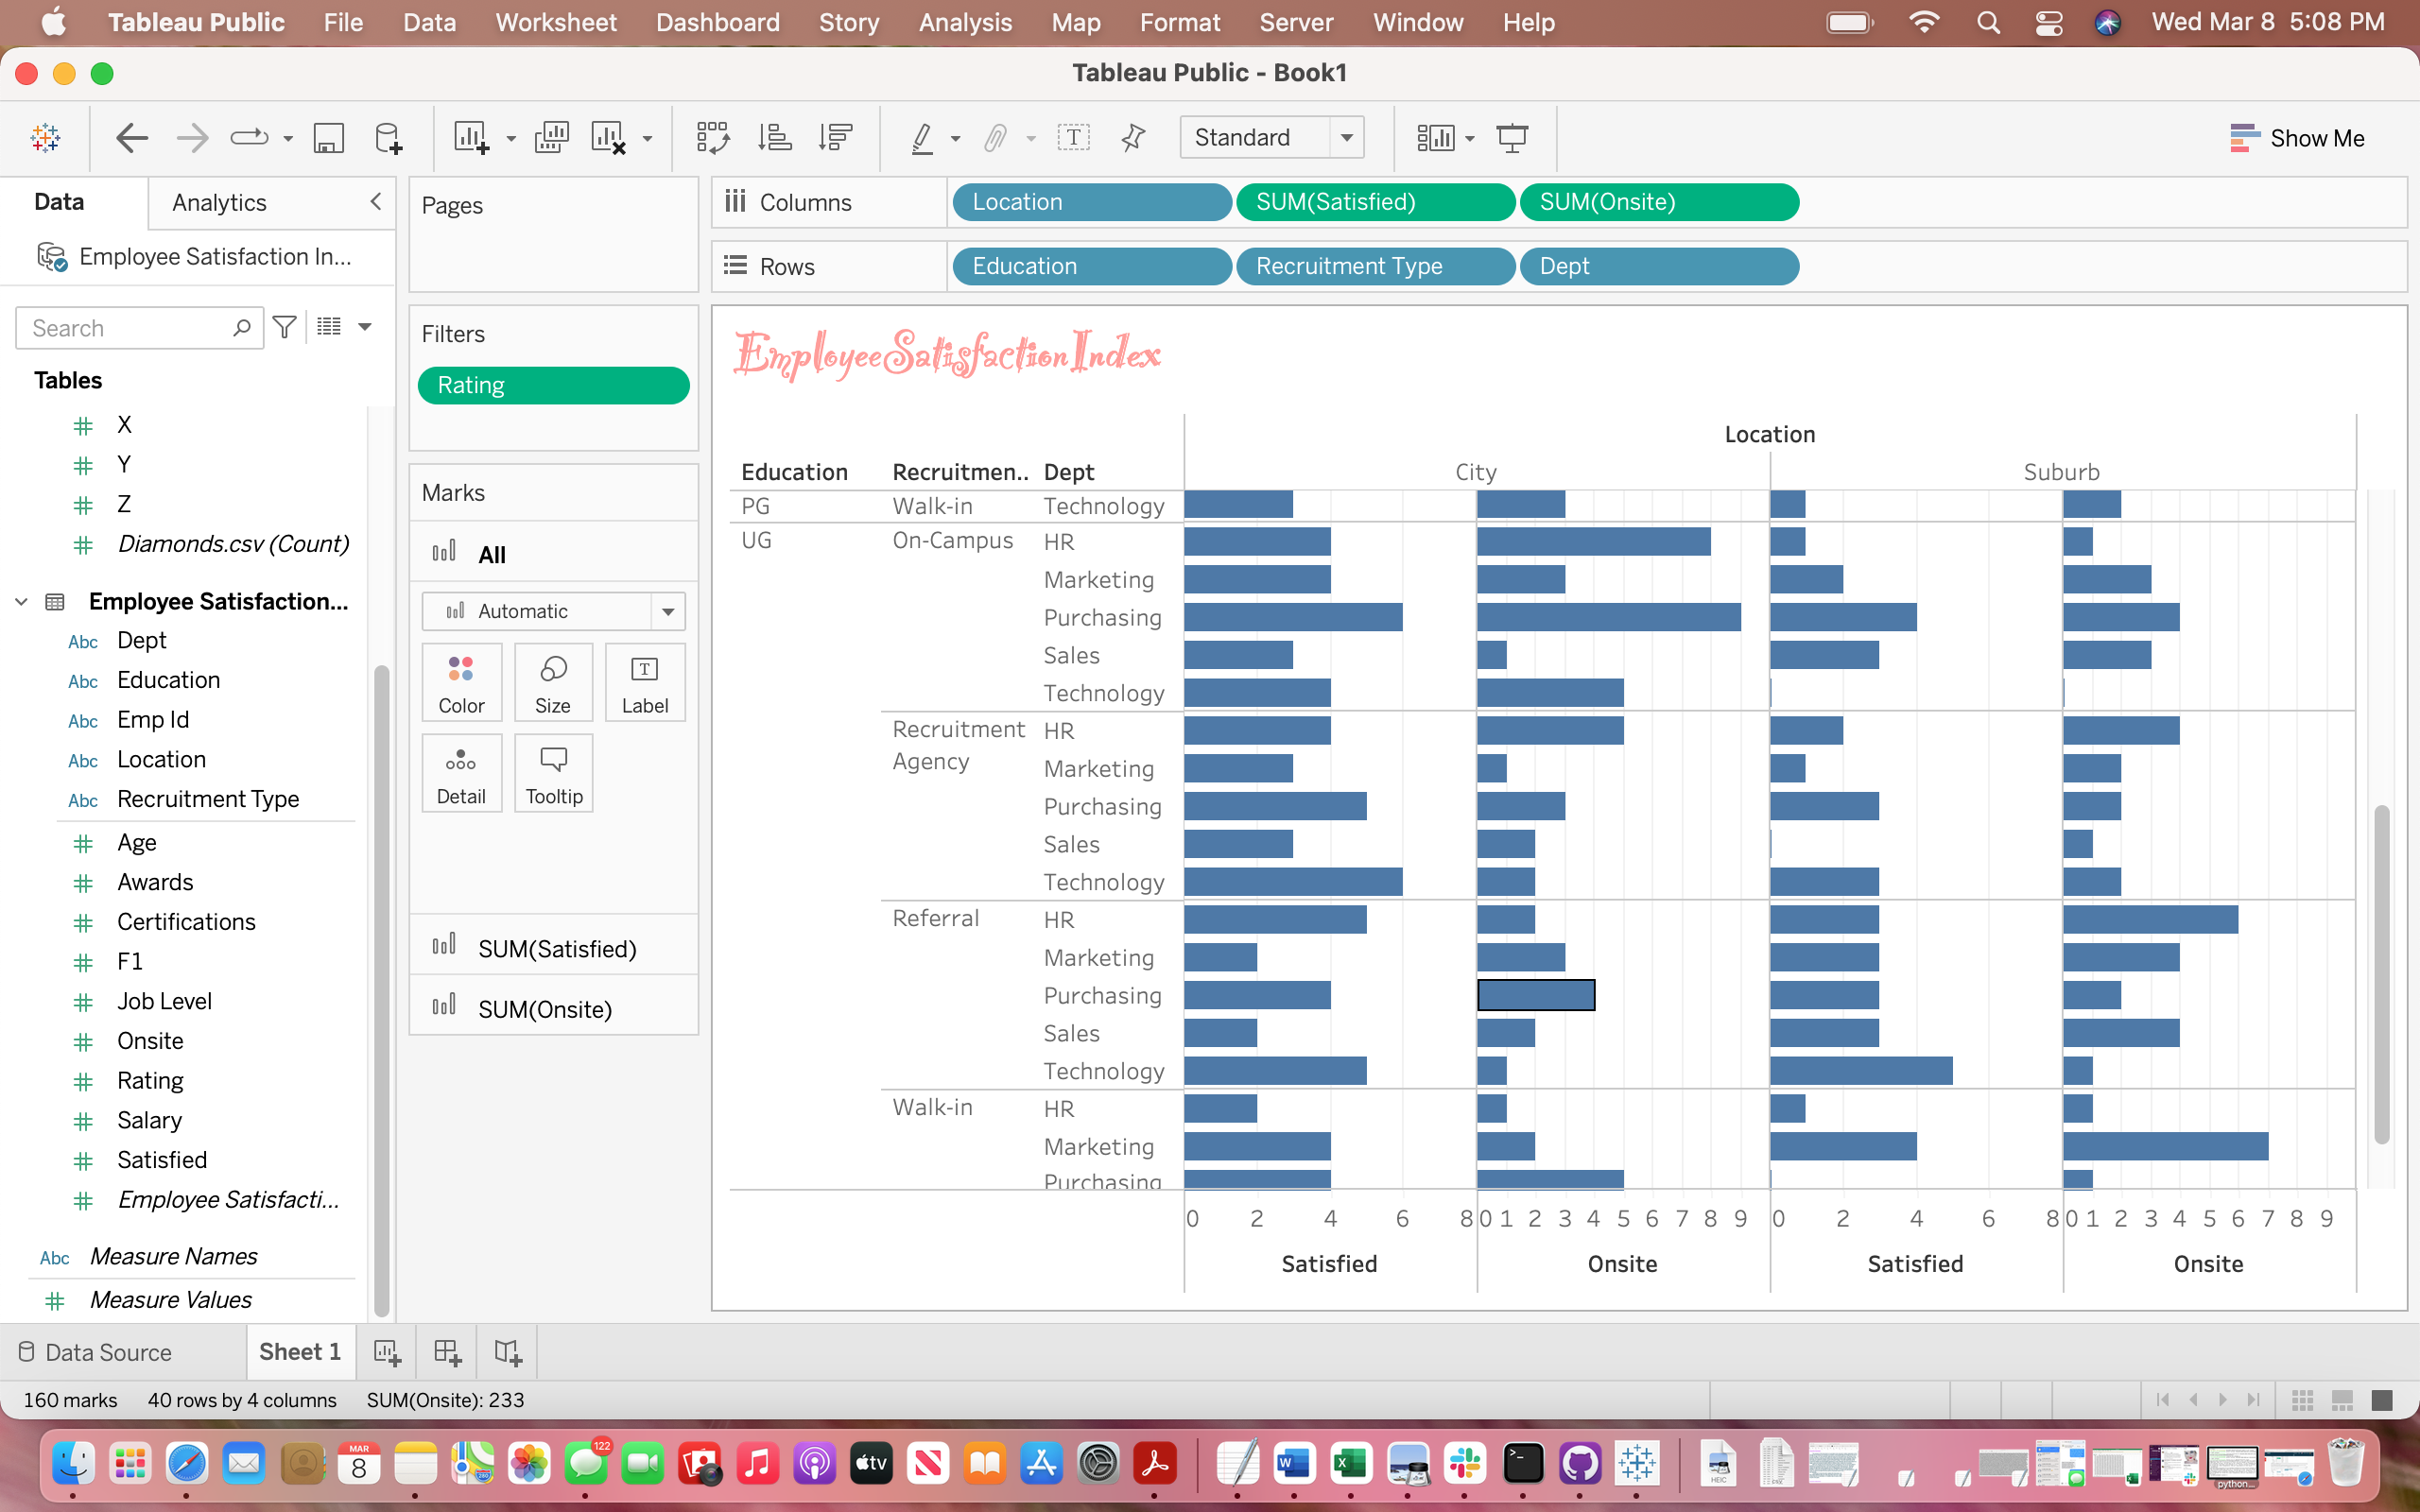 Tableau Public File Data Worksheet Dashboard Story Analysis Map Format Server Window Help Wed Mar 8 5:08 PM
Tableau Public - Book1
Standard Show Me
Data Analytics
Employee Satisfaction In...
Search
Tables
X
Y
Z
Diamonds.csv (Count)
Employee Satisfaction...
Abc Dept
Abc Education
Abc Emp Id
Abc Location
Abc Recruitment Type
Age
Awards
Certifications
F1
Job Level
Onsite
Rating
Salary
Satisfied
Employee Satisfacti...
Abc Measure Names
Measure Values
Pages
Filters
Rating
Marks
All
Automatic
Color Size Label
Detail Tooltip
SUM(Satisfied)
SUM(Onsite)
Columns Location SUM(Satisfied) SUM(Onsite)
Rows Education Recruitment Type Dept
EmployeeSatisfactionIndex
Location
Education Recruitmen.. Dept City Suburb
PG Walk-in Technology
UG On-Campus HR
Marketing
Purchasing
Sales
Technology
Recruitment Agency HR
Marketing
Purchasing
Sales
Technology
Referral HR
Marketing
Purchasing
Sales
Technology
Walk-in HR
Marketing
Purchasing
0 2 4 6 8 0 1 2 3 4 5 6 7 8 9 0 2 4 6 8 0 1 2 3 4 5 6 7 8 9
Satisfied Onsite Satisfied Onsite
Data Source Sheet 1
160 marks 40 rows by 4 columns SUM(Onsite): 233
MAR
8
122
280
tv
W
X
HEIC
python...